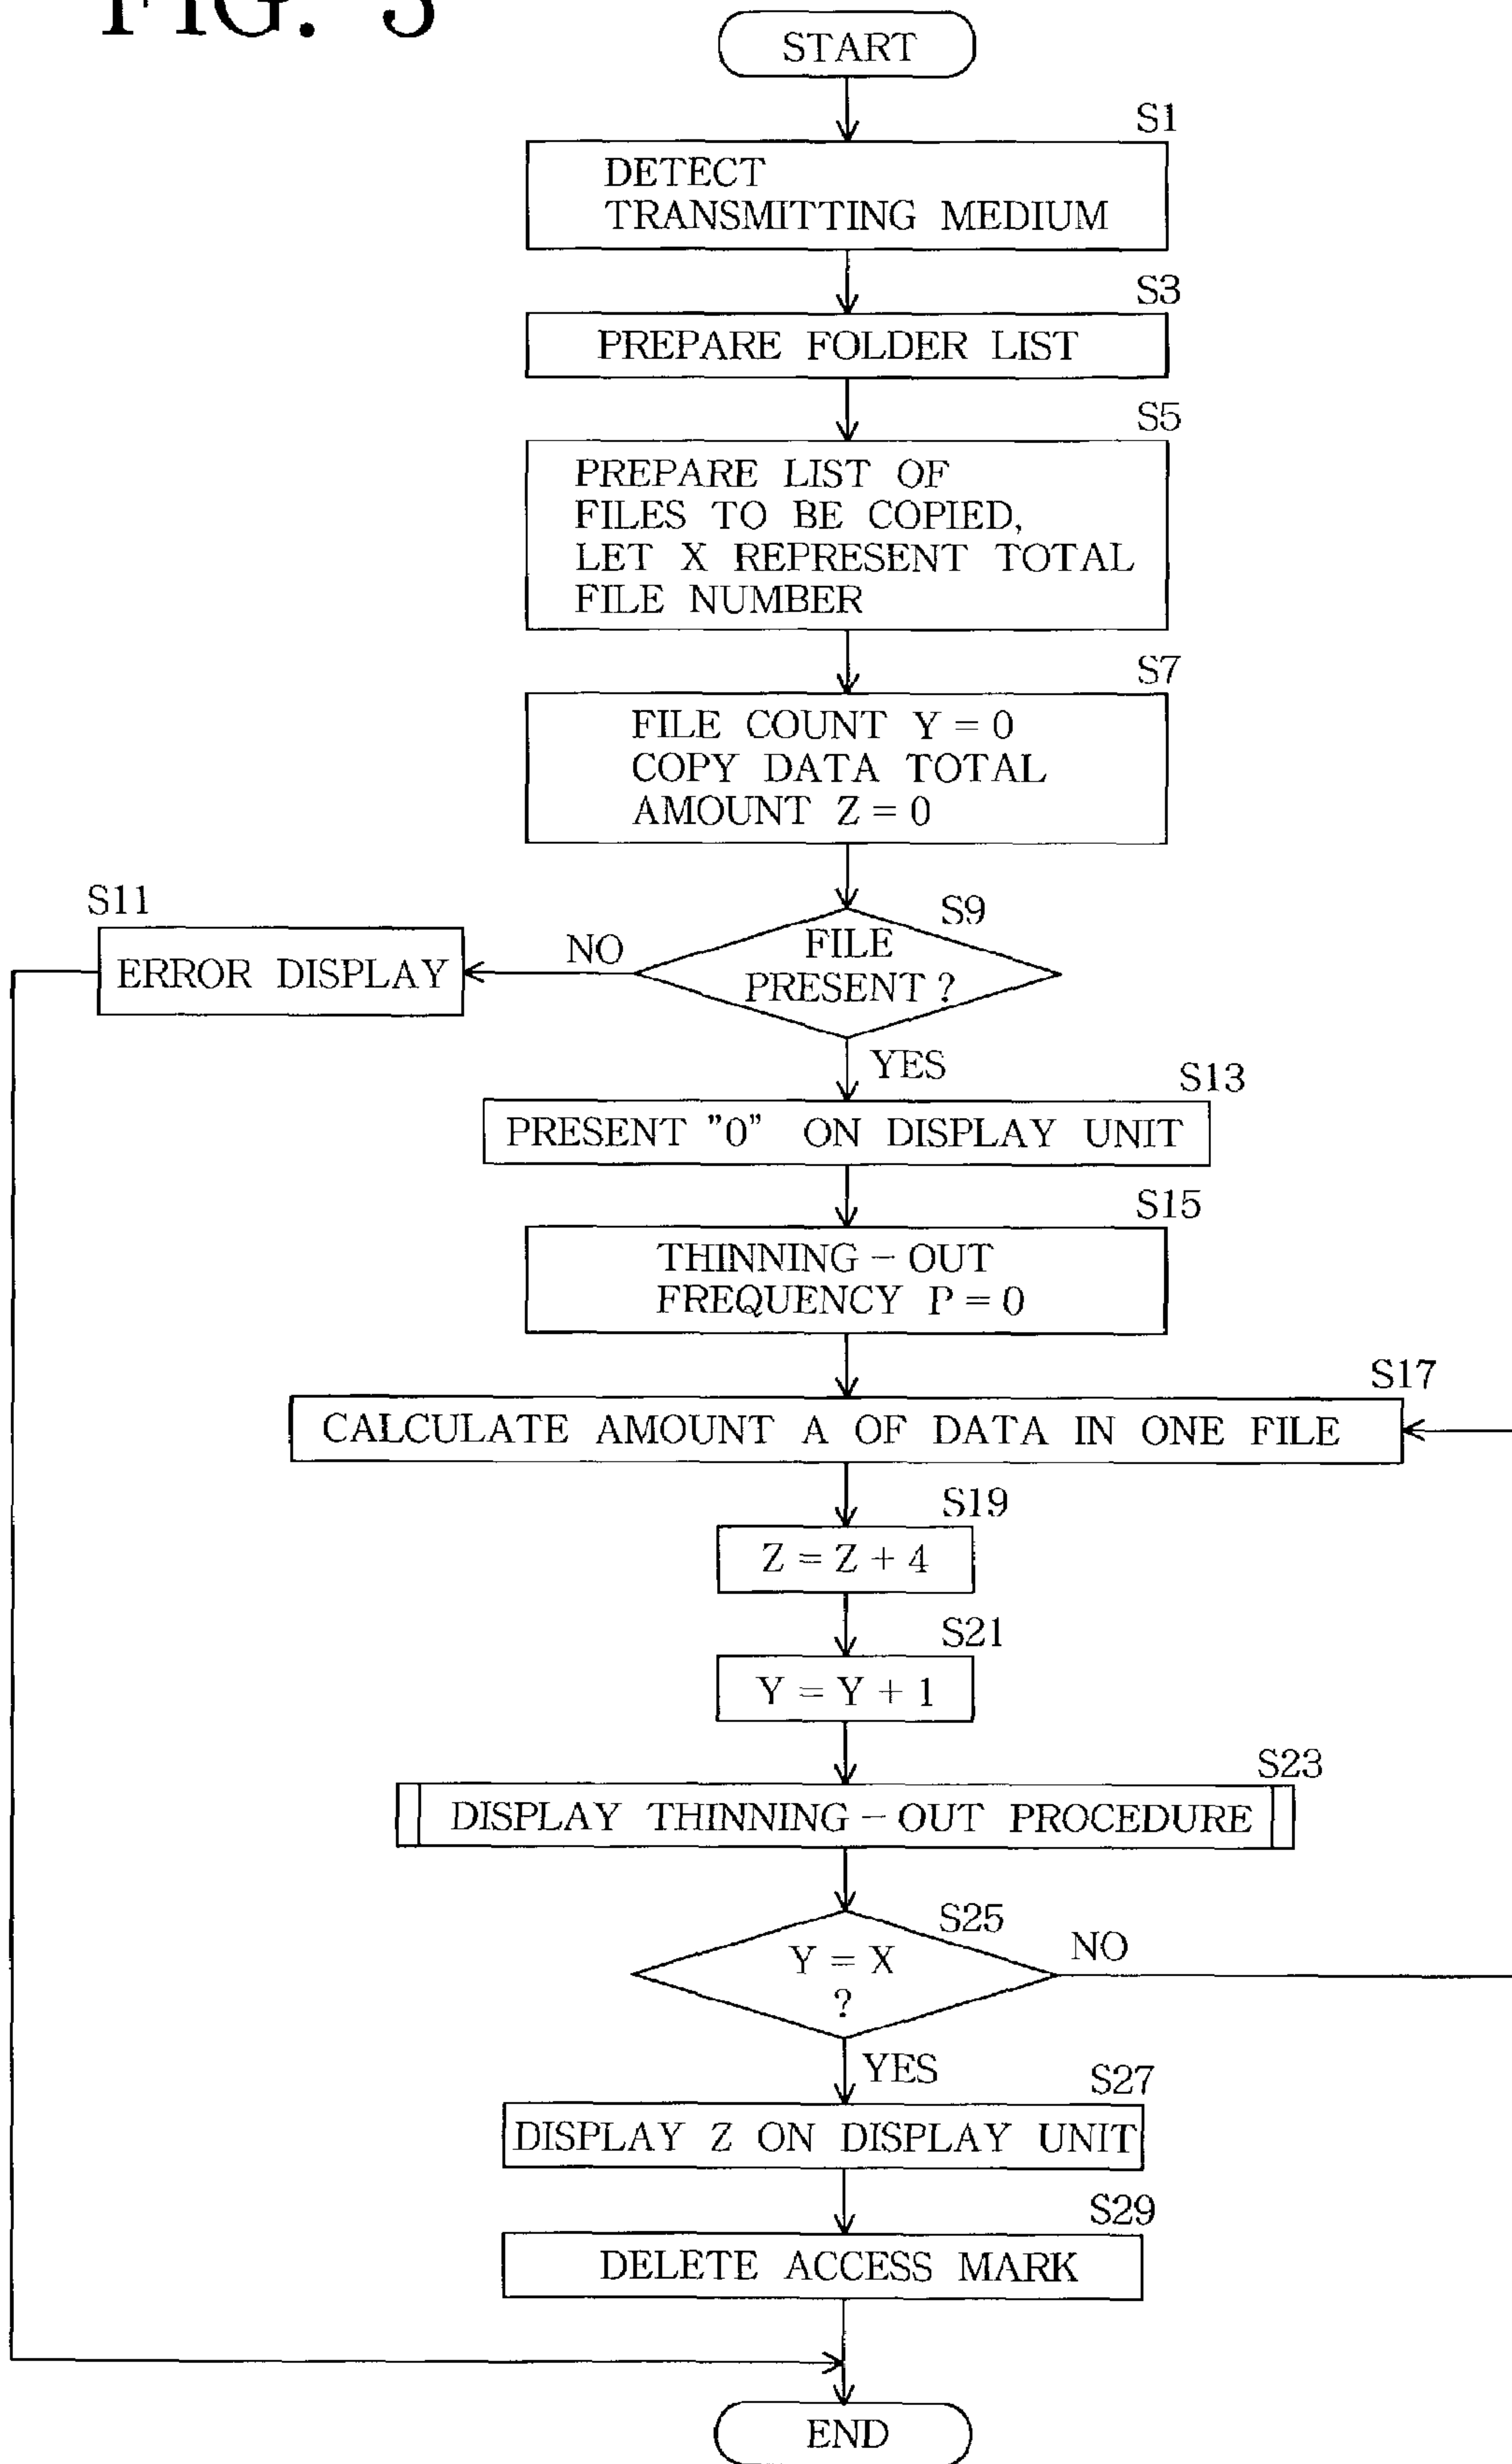 FIG. 5
START
S1
DETECT
TRANSMITTING MEDIUM
S3
PREPARE FOLDER LIST
S5
PREPARE LIST OF
FILES TO BE COPIED,
LET X REPRESENT TOTAL
FILE NUMBER
S7
FILE COUNT Y = 0
COPY DATA TOTAL
AMOUNT Z = 0
S11
ERROR DISPLAY
NO
S9
FILE
PRESENT ?
YES
S13
PRESENT "0" ON DISPLAY UNIT
S15
THINNING - OUT
FREQUENCY P = 0
S17
CALCULATE AMOUNT A OF DATA IN ONE FILE
S19
Z = Z + 4
S21
Y = Y + 1
S23
DISPLAY THINNING - OUT PROCEDURE
S25
Y = X
?
NO
YES
S27
DISPLAY Z ON DISPLAY UNIT
S29
DELETE ACCESS MARK
END